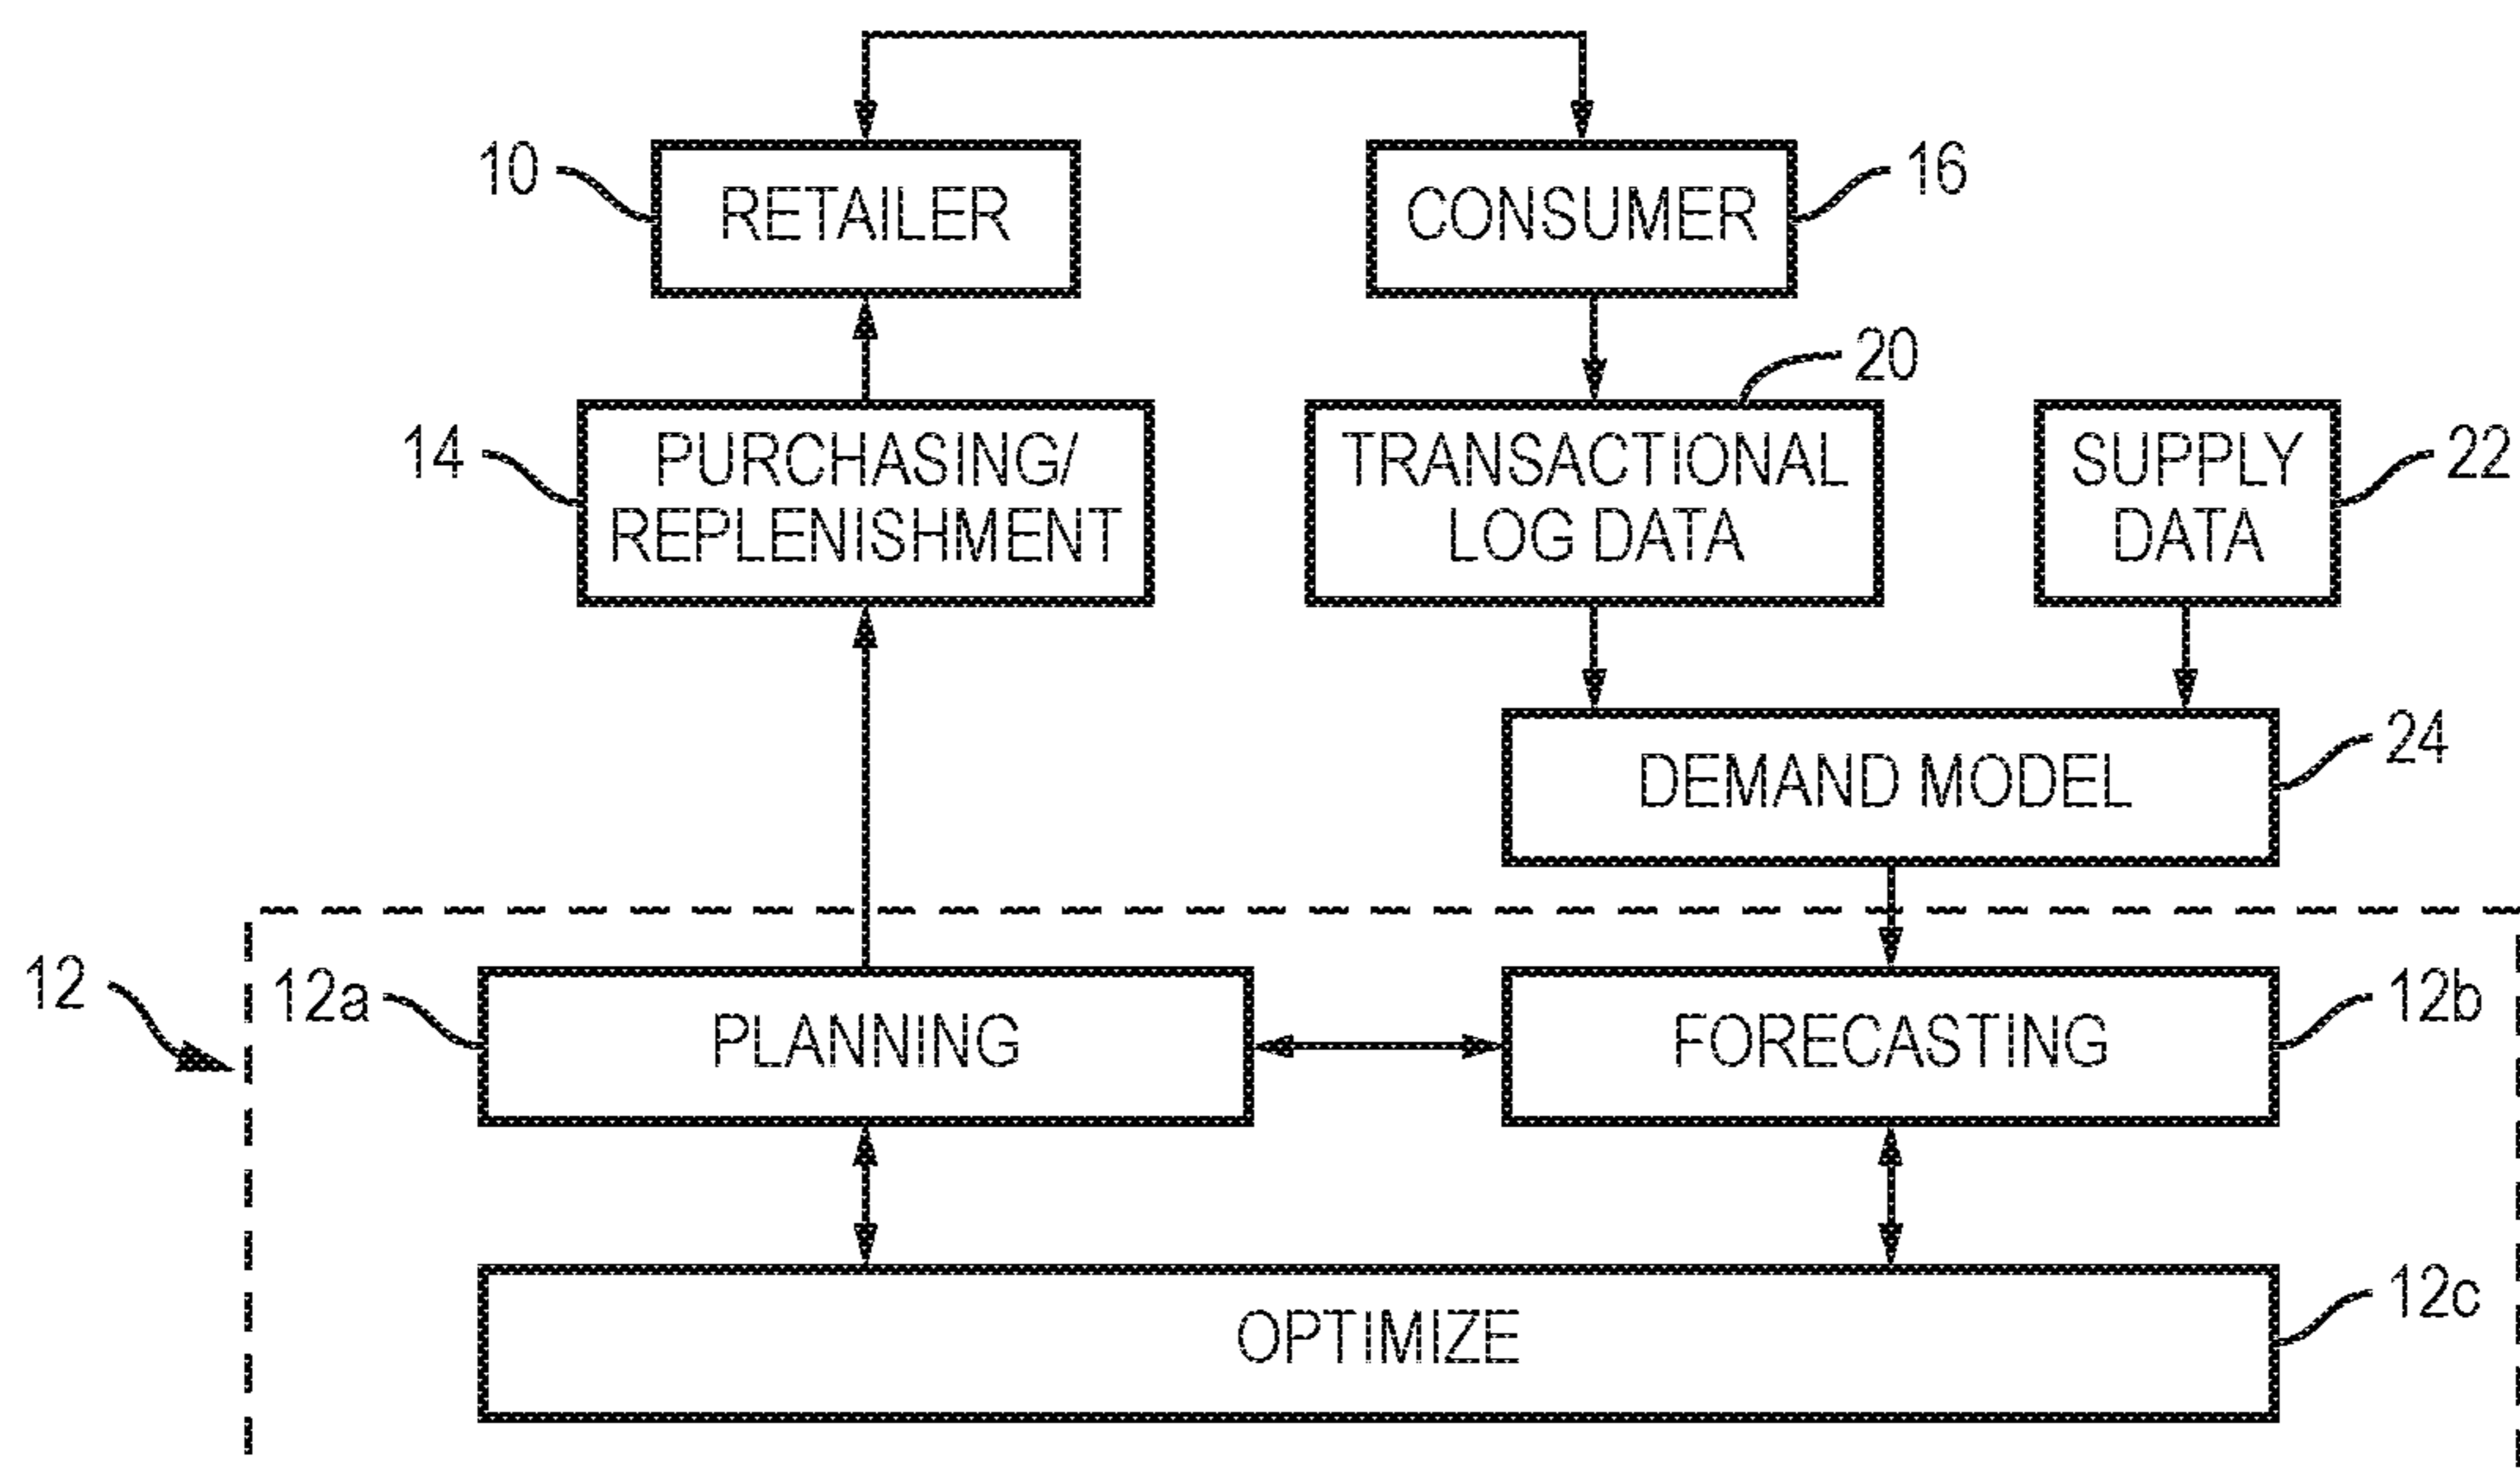 10
RETAILER
CONSUMER
16
14
PURCHASING/
REPLENISHMENT
20
TRANSACTIONAL
LOG DATA
SUPPLY
DATA
22
DEMAND MODEL
24
12
12a
PLANNING
FORECASTING
12b
OPTIMIZE
12c